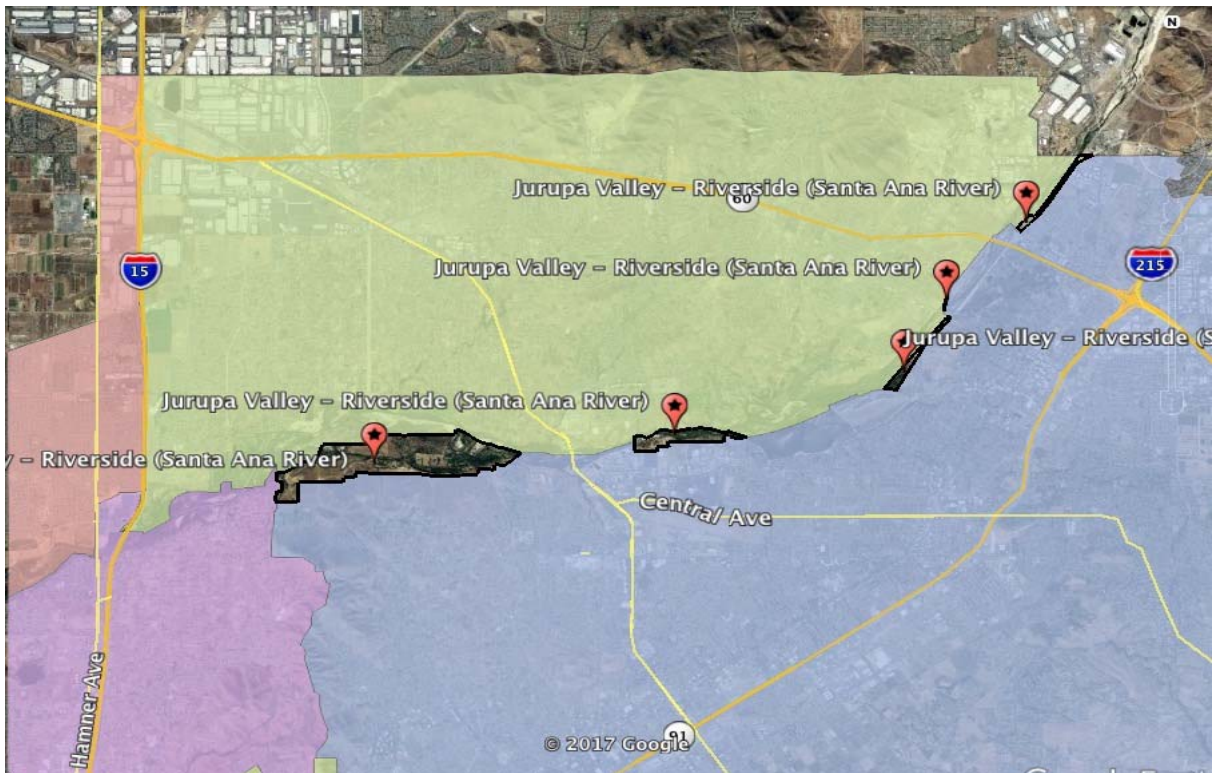 N
Jurupa Valley – Riverside (Santa Ana River)
60
Jurupa Valley – Riverside (Santa Ana River)
15
215
Jurupa Valley – Riverside (S
Jurupa Valley – Riverside (Santa Ana River)
y – Riverside (Santa Ana River)
Central Ave
Hamner Ave
91
© 2017 Google